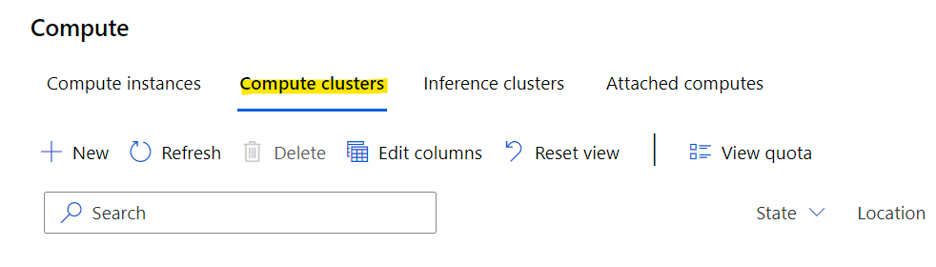 Compute
Compute instances Compute clusters Inference clusters Attached computes
New Refresh Delete Edit columns Reset view View quota
Search State Location